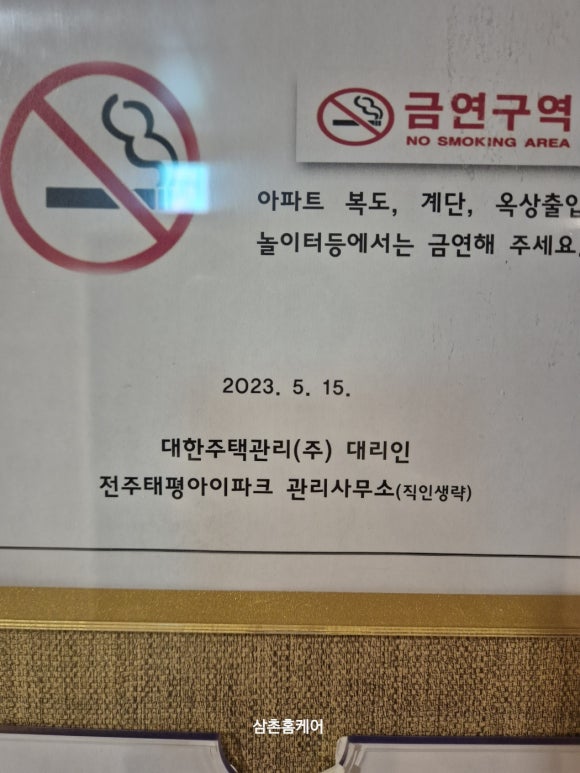 금연구역
NO SMOKING AREA
아파트 복도, 계단, 옥상출입
놀이터등에서는 금연해 주세요.
2023. 5. 15.
대한주택관리(주) 대리인
전주태평아이파크 관리사무소(직인생략)
삼촌홈케어